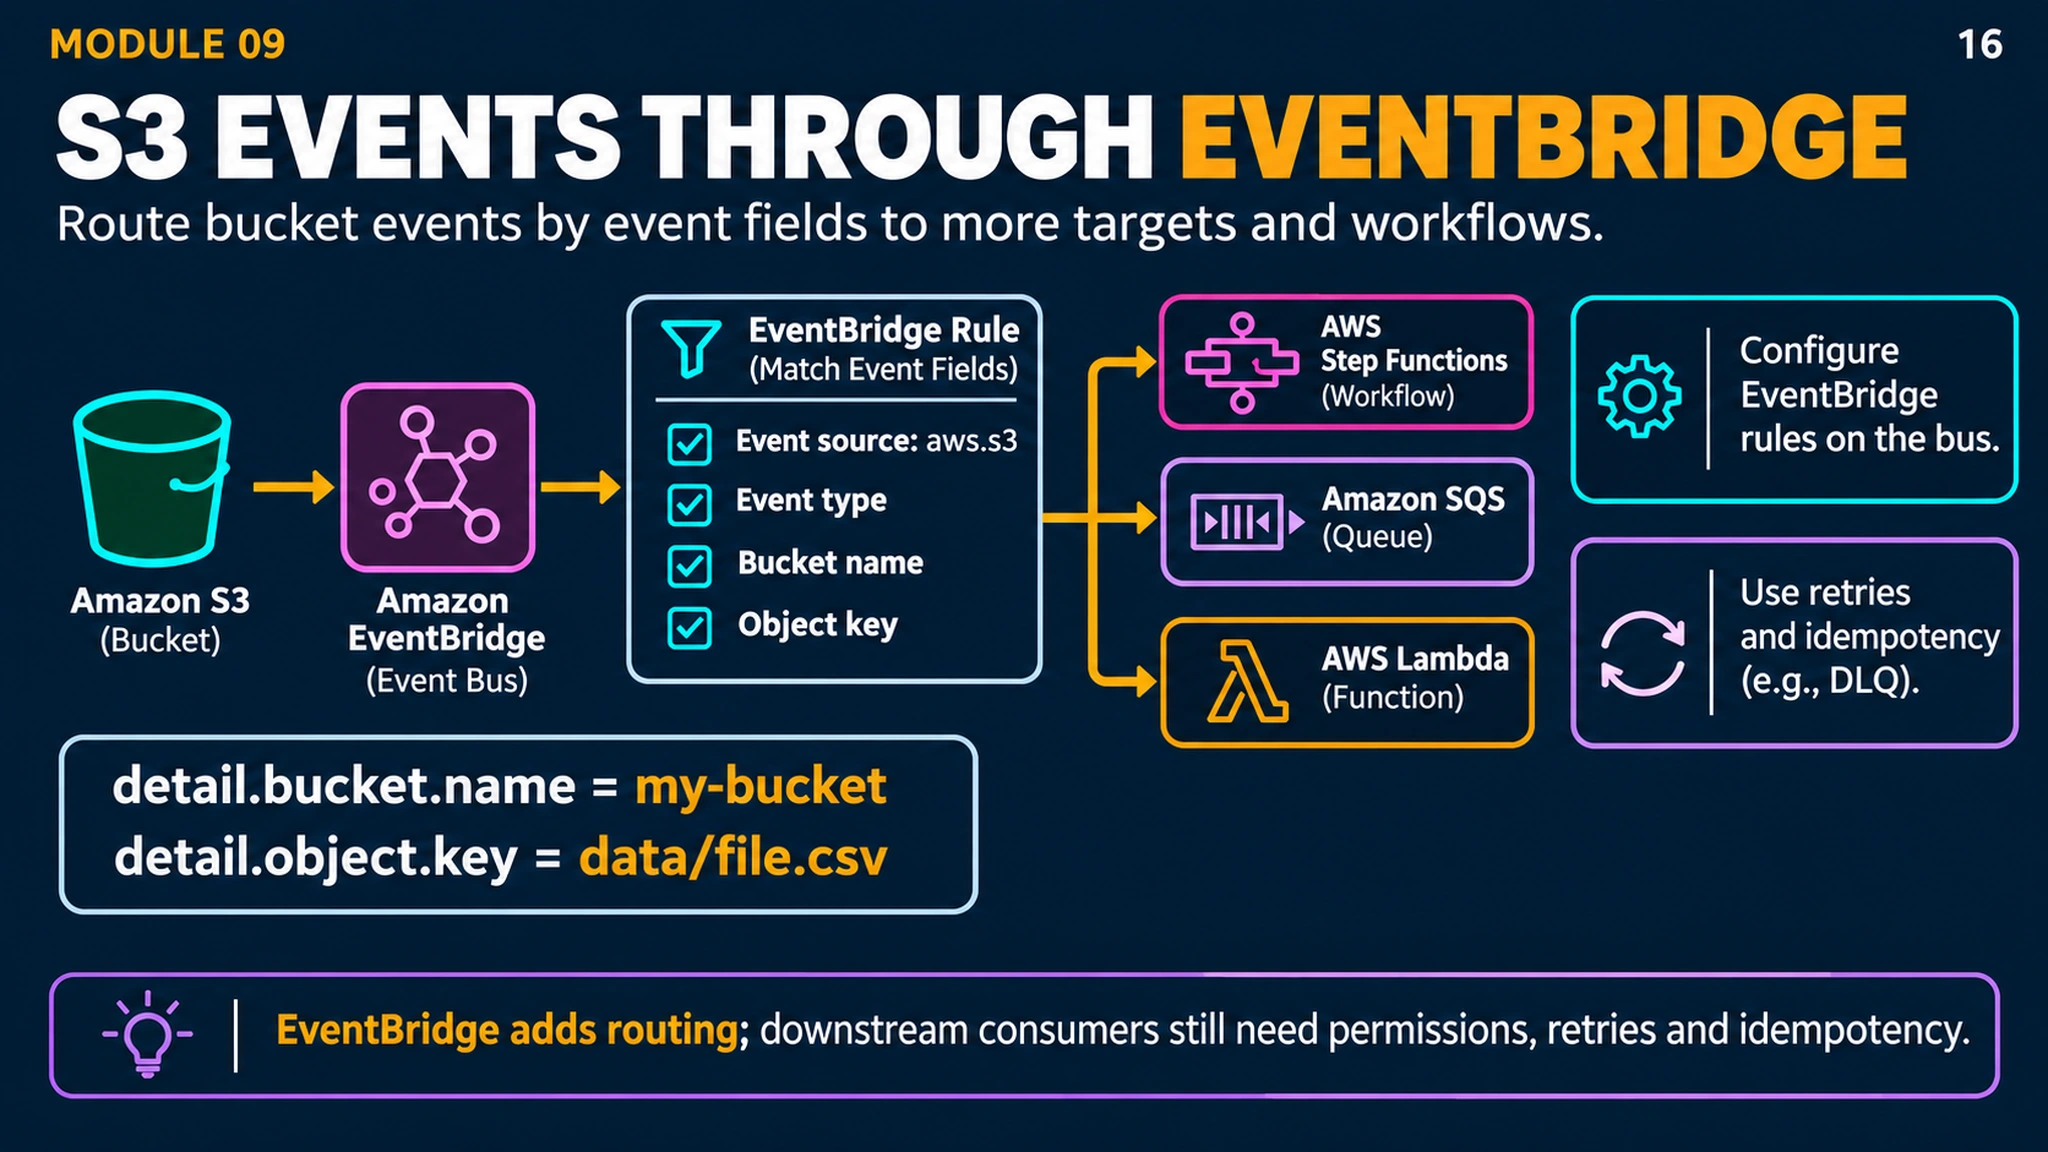 MODULE 09
16
S3 EVENTS THROUGH EVENTBRIDGE
Route bucket events by event fields to more targets and workflows.
Amazon S3
(Bucket)
Amazon
EventBridge
(Event Bus)
EventBridge Rule
(Match Event Fields)
Event source: aws.s3
Event type
Bucket name
Object key
AWS
Step Functions
(Workflow)
Amazon SQS
(Queue)
AWS Lambda
(Function)
Configure
EventBridge
rules on the bus.
Use retries
and idempotency
(e.g., DLQ).
detail.bucket.name = my-bucket
detail.object.key = data/file.csv
EventBridge adds routing; downstream consumers still need permissions, retries and idempotency.